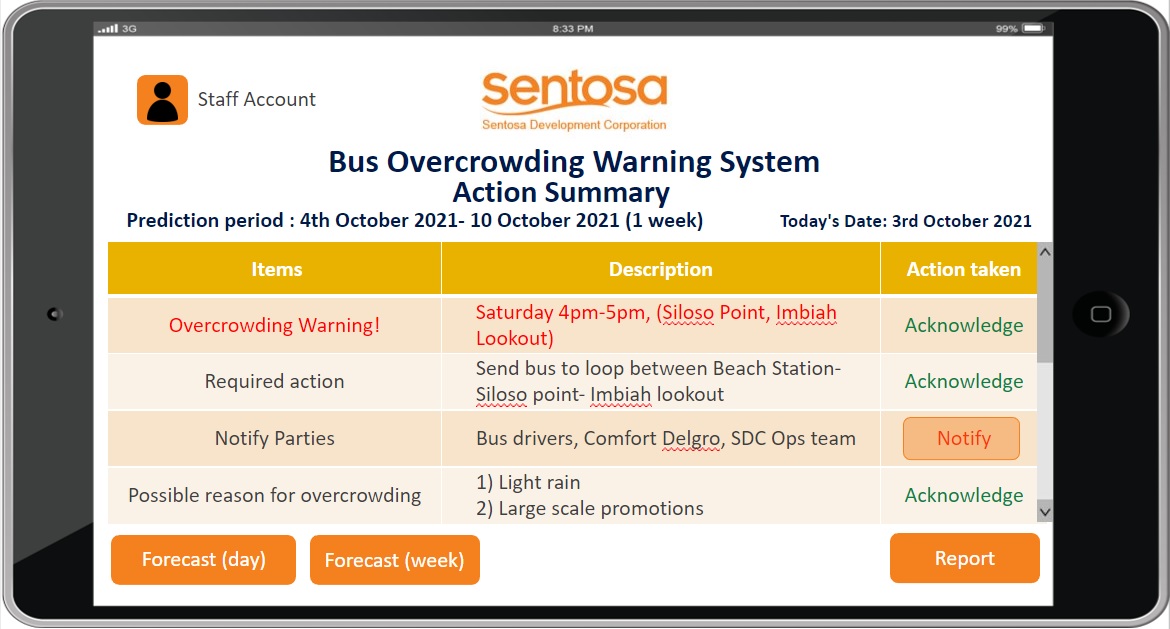 3G 8:33 PM 99%
Staff Account
sentosa
Sentosa Development Corporation
Bus Overcrowding Warning System
Action Summary
Prediction period : 4th October 2021- 10 October 2021 (1 week) Today's Date: 3rd October 2021
Items Description Action taken
Overcrowding Warning! Saturday 4pm-5pm, (Siloso Point, Imbiah
Lookout) Acknowledge
Required action Send bus to loop between Beach Station-
Siloso point- Imbiah lookout Acknowledge
Notify Parties Bus drivers, Comfort Delgro, SDC Ops team Notify
Possible reason for overcrowding 1) Light rain
2) Large scale promotions Acknowledge
Forecast (day) Forecast (week) Report